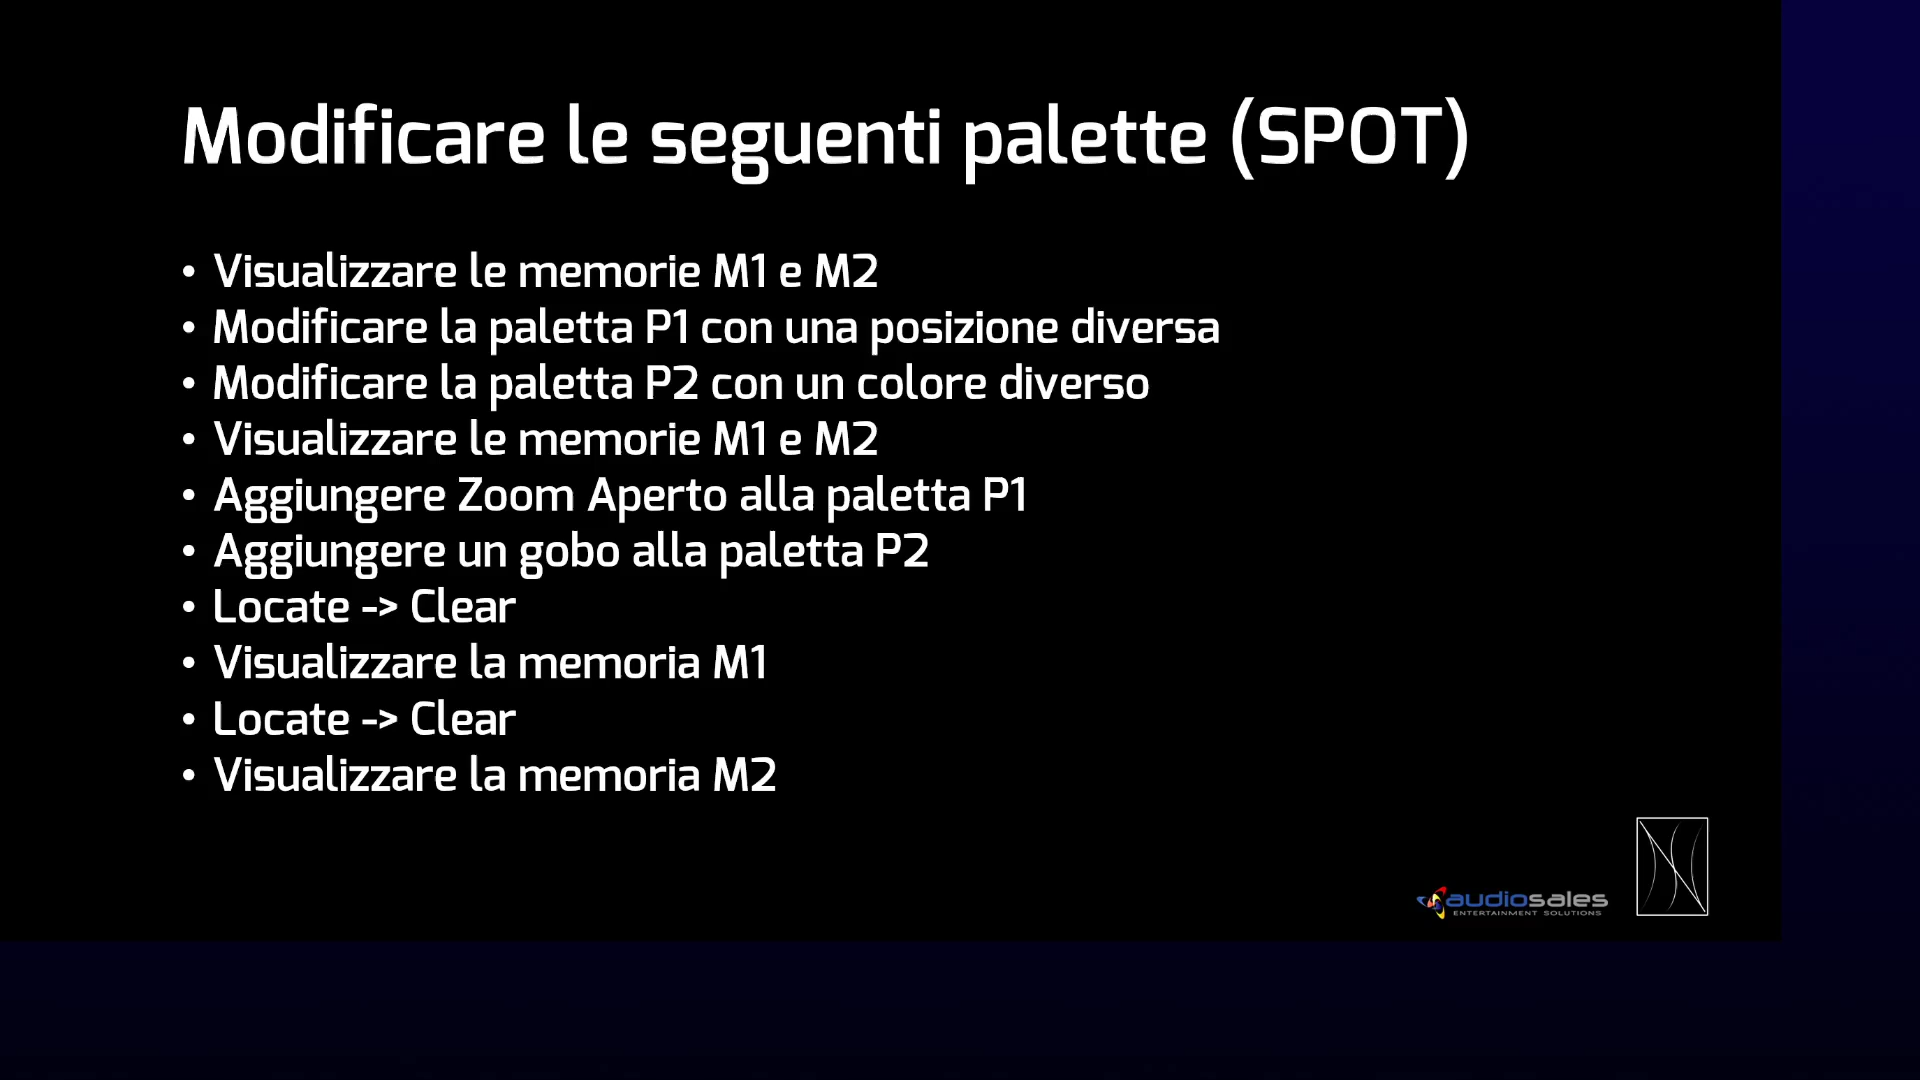 Modificare le seguenti palette (SPOT)
• Visualizzare le memorie M1 e M2
• Modificare la paletta P1 con una posizione diversa
• Modificare la paletta P2 con un colore diverso
• Visualizzare le memorie M1 e M2
• Aggiungere Zoom Aperto alla paletta P1
• Aggiungere un gobo alla paletta P2
• Locate -> Clear
• Visualizzare la memoria M1
• Locate -> Clear
• Visualizzare la memoria M2
audiosales
ENTERTAINMENT SOLUTIONS